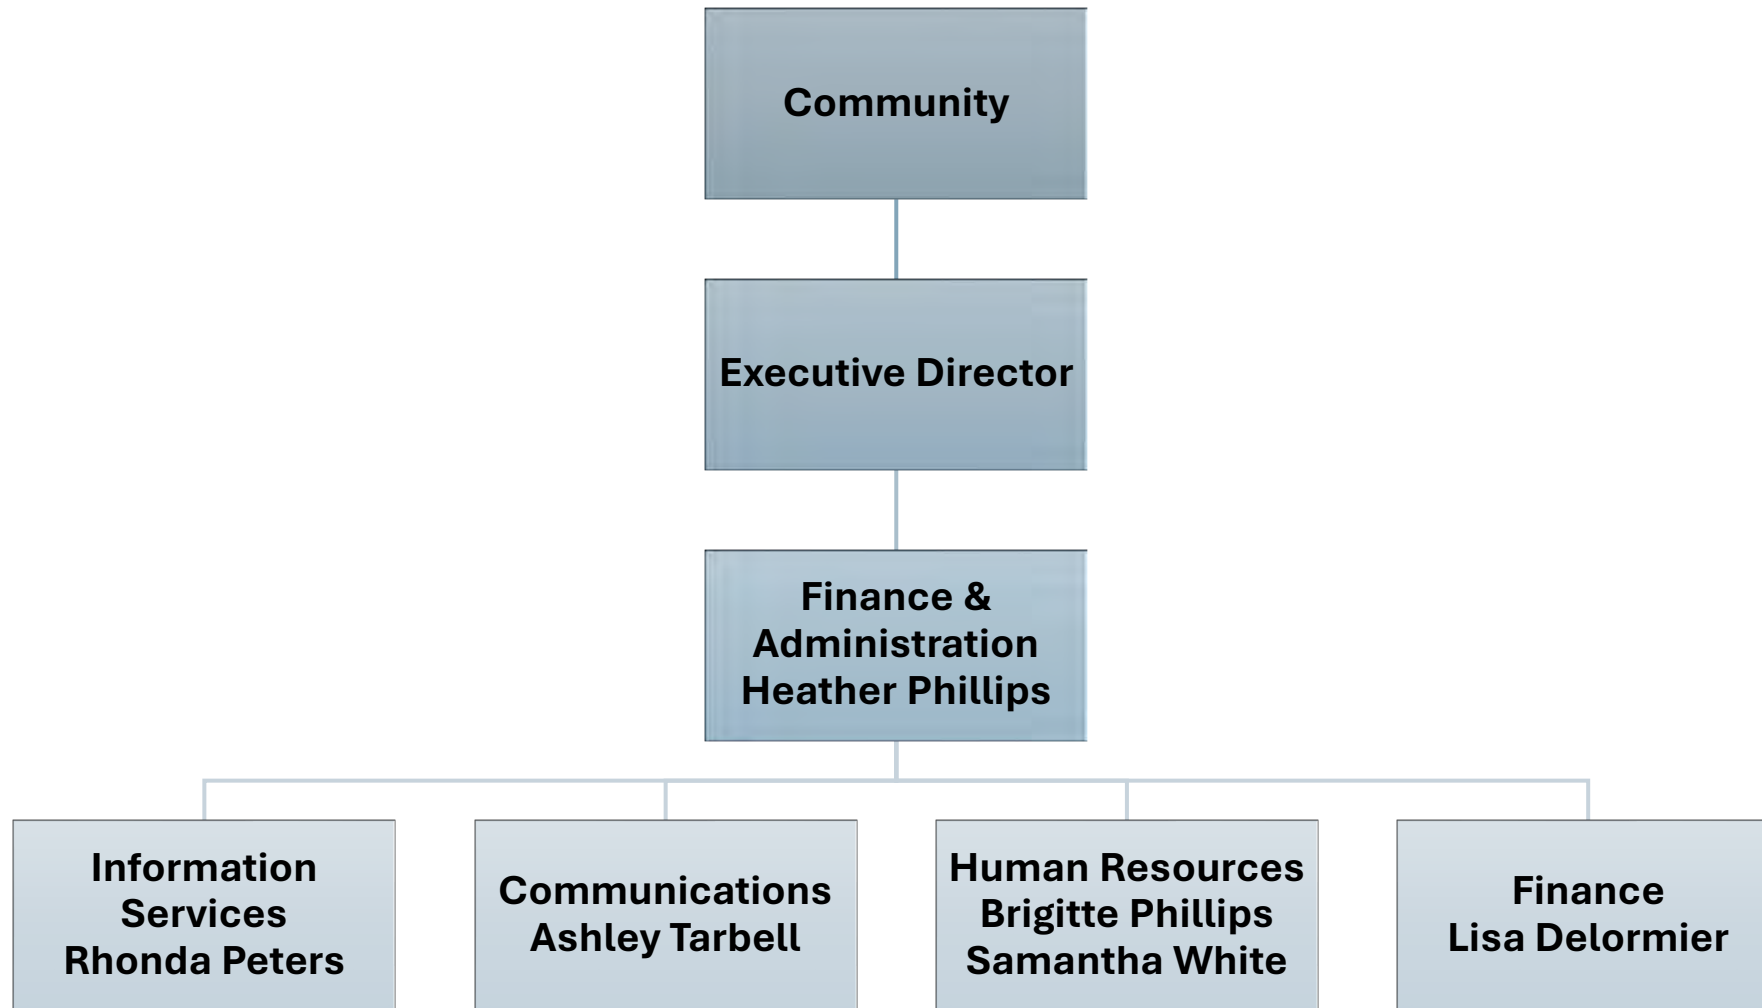 Community
Executive Director
Finance &
Administration
Heather Phillips
Information
Services
Rhonda Peters
Communications
Ashley Tarbell
Human Resources
Brigitte Phillips
Samantha White
Finance
Lisa Delormier